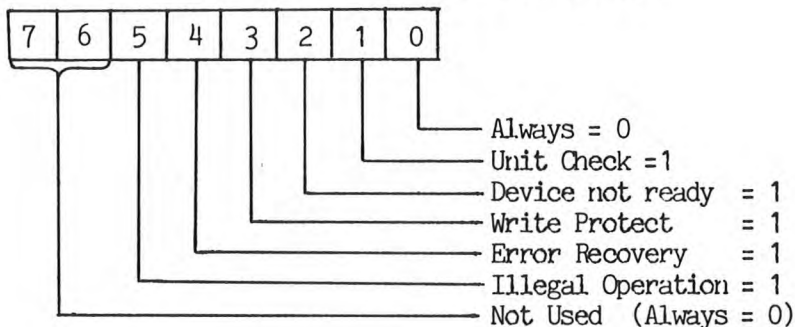 7 6 5 4 3 2 1 0
Always = 0
Unit Check =1
Device not ready = 1
Write Protect = 1
Error Recovery = 1
Illegal Operation = 1
Not Used (Always = 0)